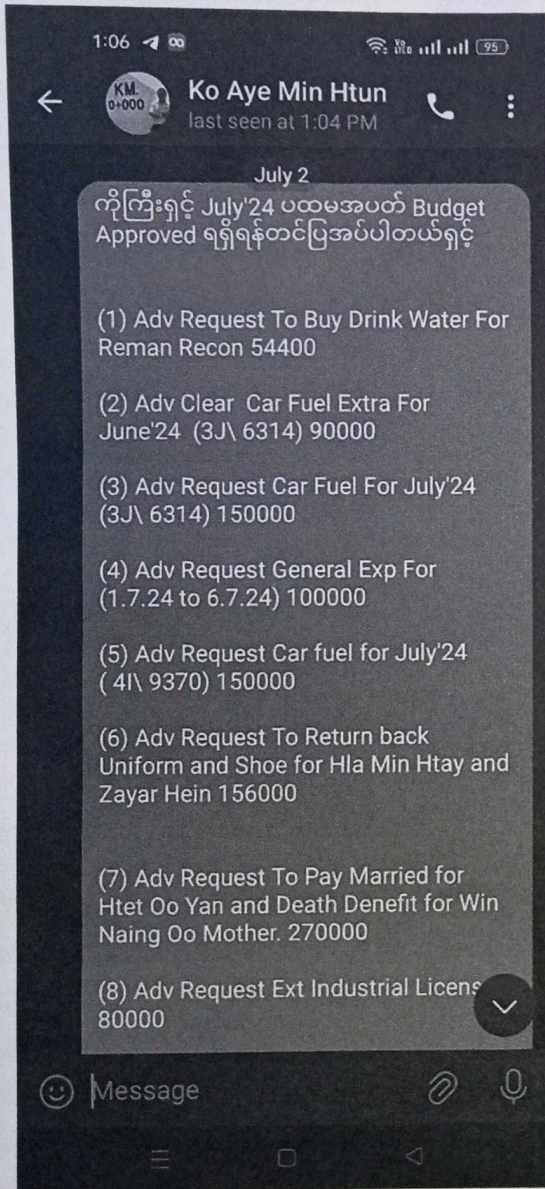 1:06
95
KM.
0+000
Ko Aye Min Htun
last seen at 1:04 PM
July 2
ကိုကြီးရှင့် July'24 ပထမအပတ် Budget
Approved ရရှိရန်တင်ပြအပ်ပါတယ်ရှင့်
(1) Adv Request To Buy Drink Water For
Reman Recon 54400
(2) Adv Clear Car Fuel Extra For
June'24 (3J\ 6314) 90000
(3) Adv Request Car Fuel For July'24
(3J\ 6314) 150000
(4) Adv Request General Exp For
(1.7.24 to 6.7.24) 100000
(5) Adv Request Car fuel for July'24
( 4I\ 9370) 150000
(6) Adv Request To Return back
Uniform and Shoe for Hla Min Htay and
Zayar Hein 156000
(7) Adv Request To Pay Married for
Htet Oo Yan and Death Denefit for Win
Naing Oo Mother. 270000
(8) Adv Request Ext Industrial Licens
80000
Message